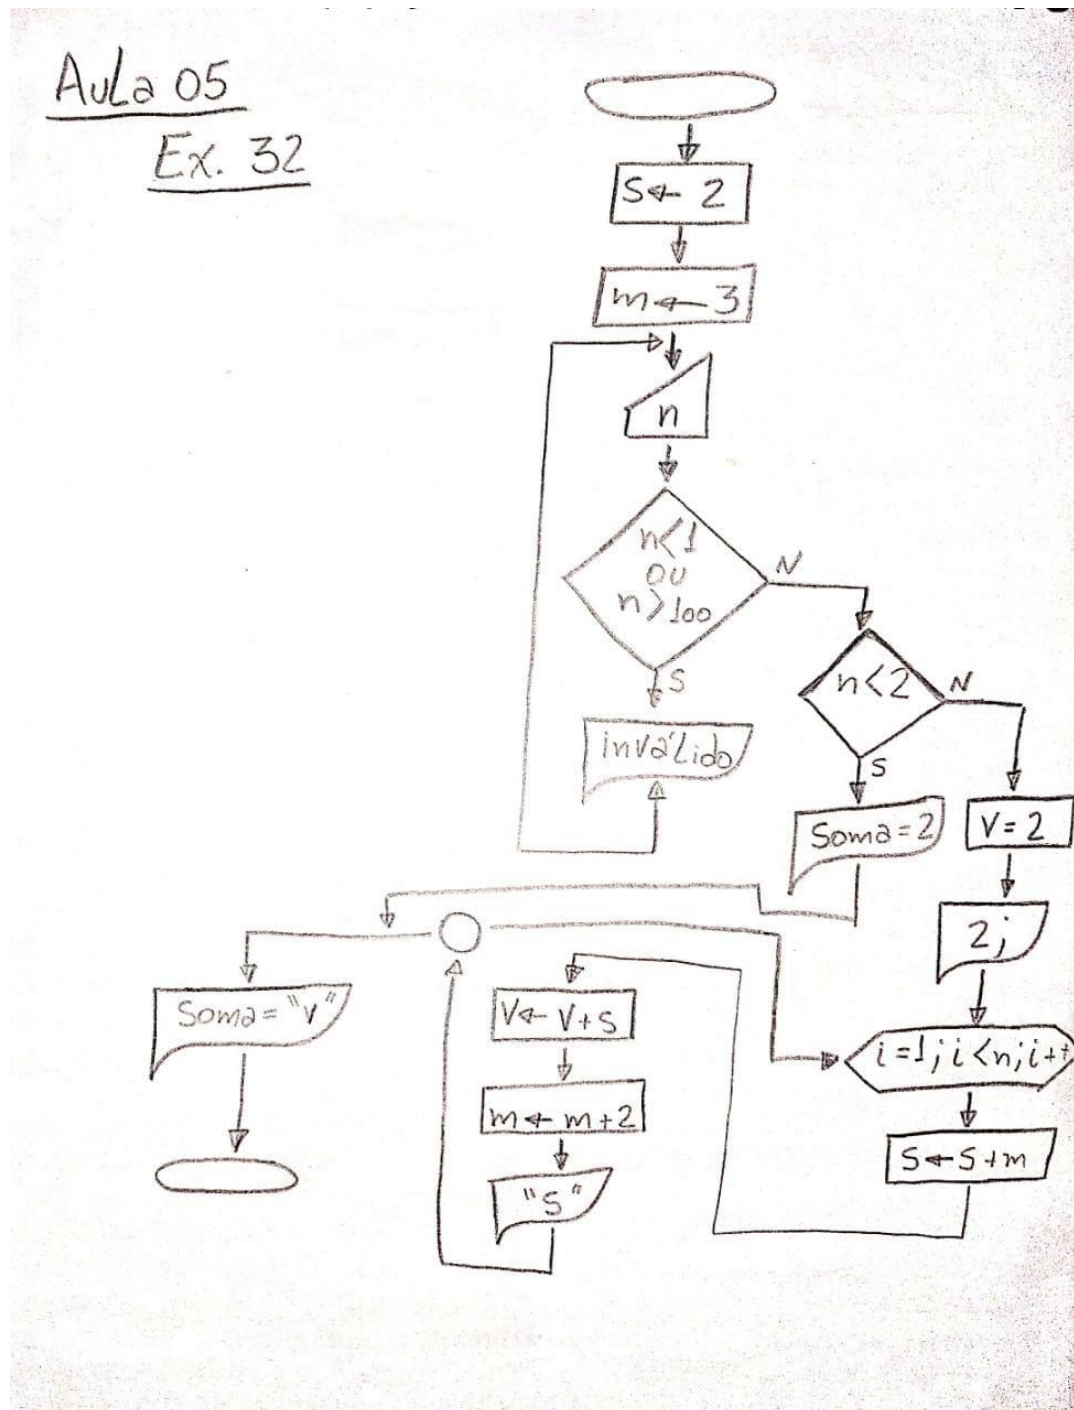 Aula 05
Ex. 32
S ← 2
m ← 3
n
n<1
ou
n>100
N
S
inválido
n<2
N
S
Soma=2
V=2
2;
i=1; i<n; i++
S ← S+m
V ← V+S
m ← m+2
"S"
Soma="V"